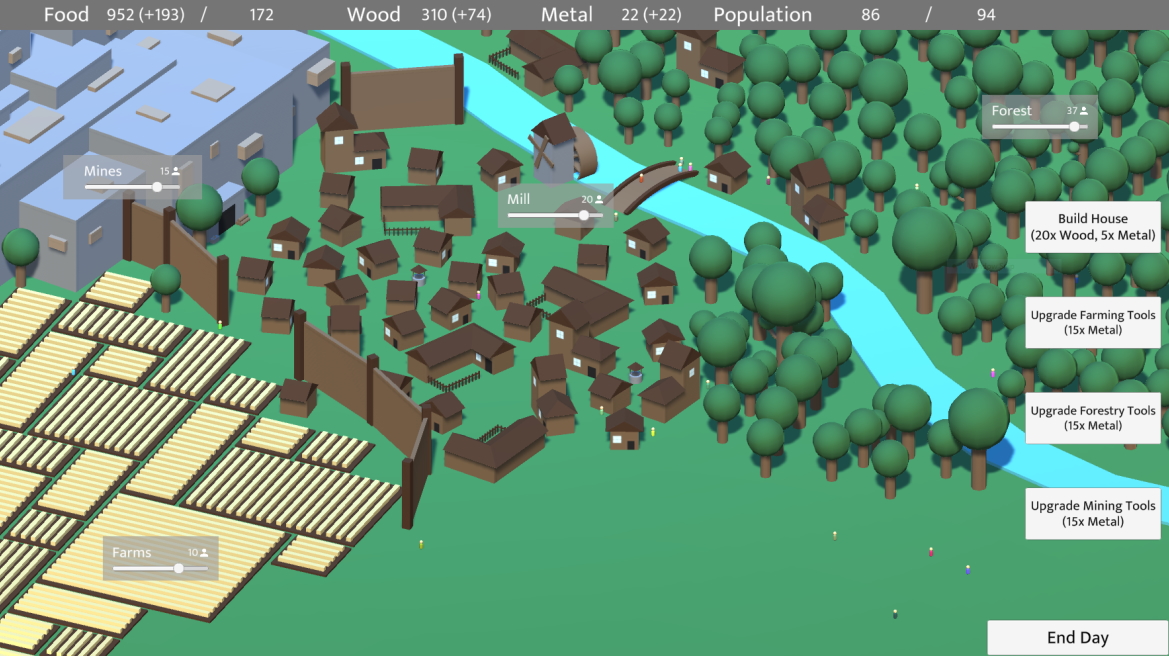 Food 952 (+193) / 172 Wood 310 (+74) Metal 22 (+22) Population 86 / 94
Forest 37
Mines 15
Mill 20
Build House
(20x Wood, 5x Metal)
Upgrade Farming Tools
(15x Metal)
Upgrade Forestry Tools
(15x Metal)
Upgrade Mining Tools
(15x Metal)
Farms 10
End Day